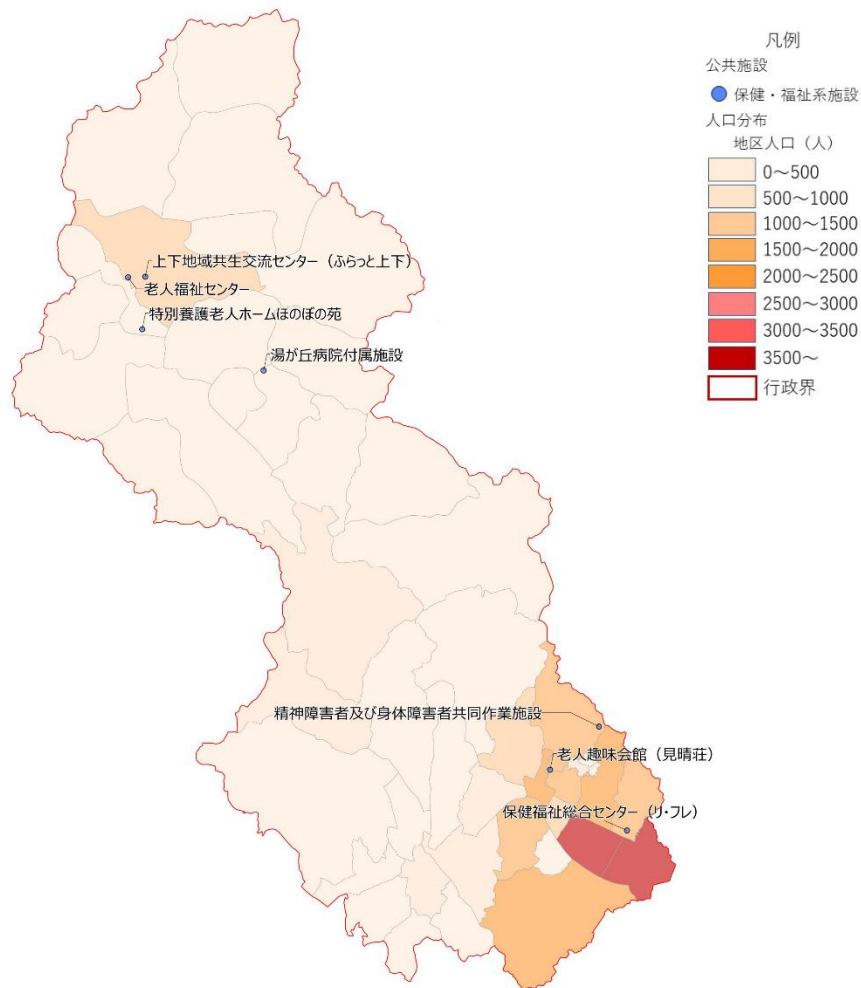 凡例
公共施設
保健・福祉系施設
人口分布
地区人口（人）
0～500
500～1000
1000～1500
1500～2000
2000～2500
2500～3000
3000～3500
3500～
行政界
上下地域共生交流センター（ふらっと上下）
老人福祉センター
特別養護老人ホームほのぼの苑
湯が丘病院付属施設
精神障害者及び身体障害者共同作業施設
老人趣味会館（見晴荘）
保健福祉総合センター（リ・フレ）